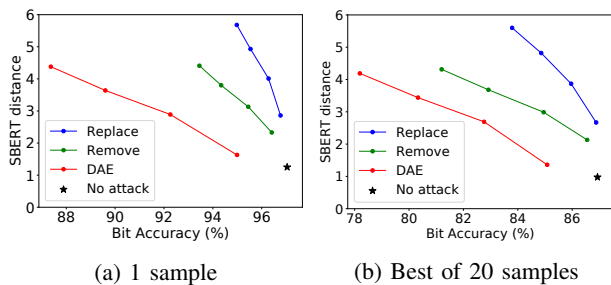 6
5
4
3
2
1
0
SBERT distance
Replace
Remove
DAE
No attack
88 90 92 94 96
Bit Accuracy (%)
(a) 1 sample
6
5
4
3
2
1
0
SBERT distance
Replace
Remove
DAE
No attack
78 80 82 84 86
Bit Accuracy (%)
(b) Best of 20 samples